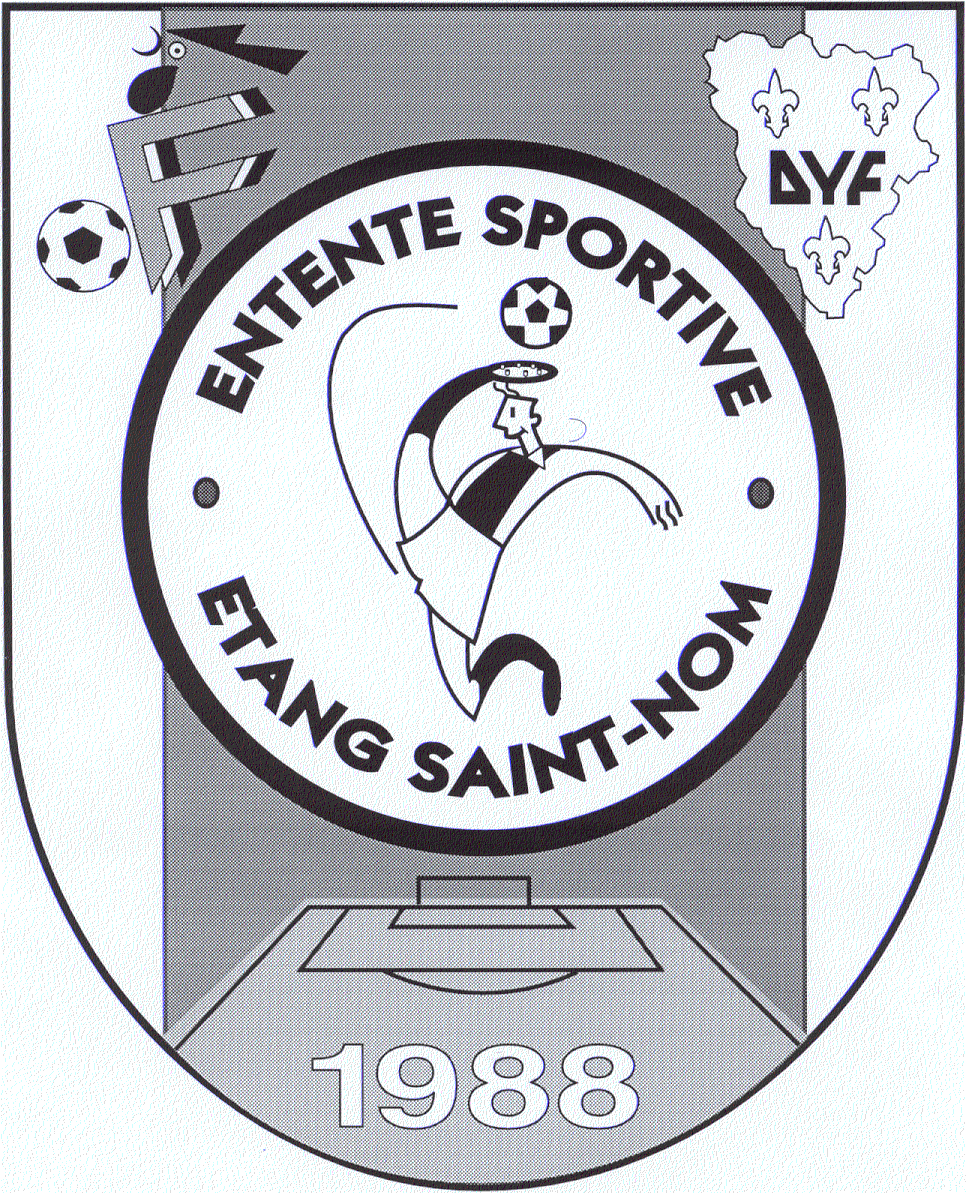 DYF
ENTENTE SPORTIVE
ETANG SAINT-NOM
1988